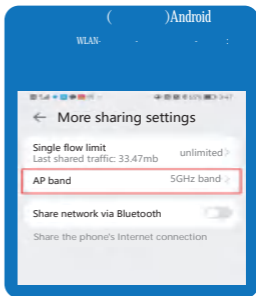 ( )Android
WLAN- - - :
← More sharing settings
Single flow limit
Last shared traffic: 33.47mb
unlimited
AP band
5GHz band
Share network via Bluetooth
Share the phone's Internet connection